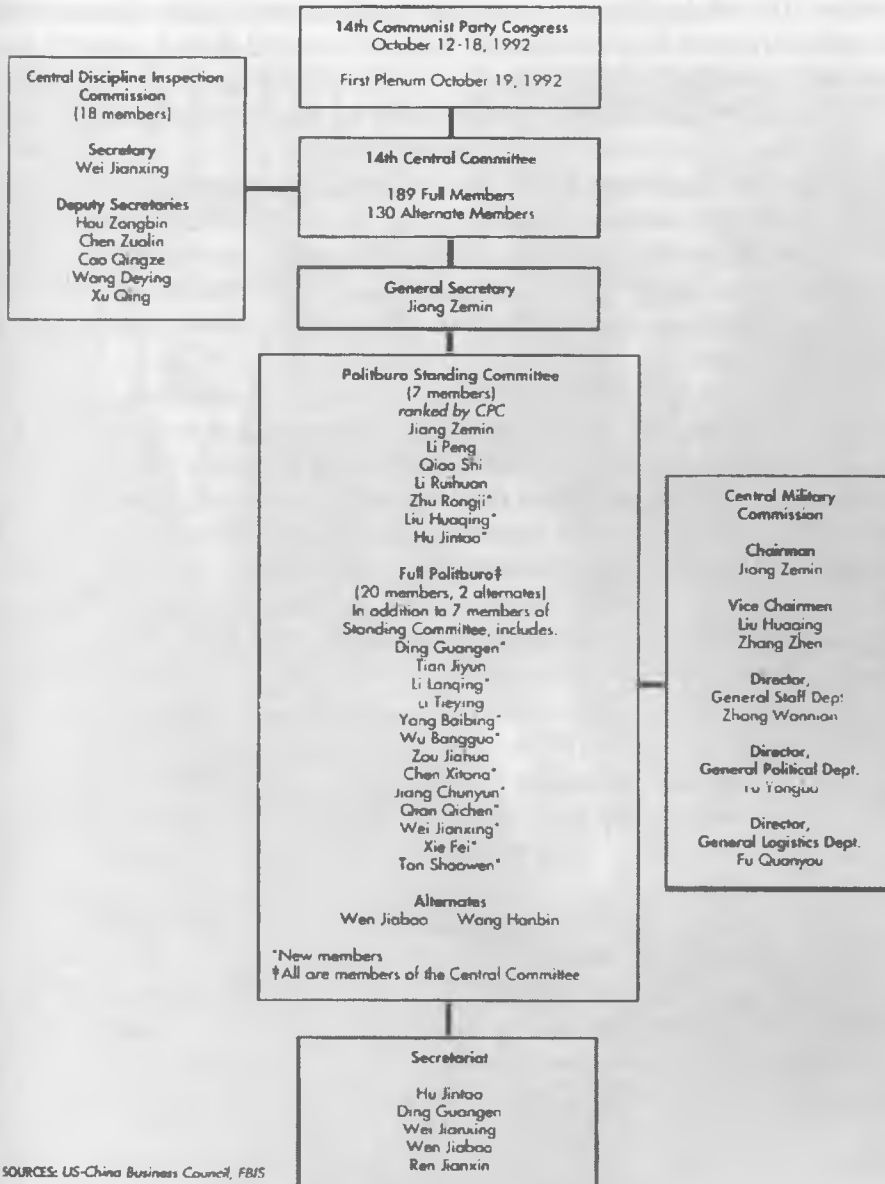 14th Communist Party Congress
October 12-18, 1992
First Plenum October 19, 1992
Central Discipline Inspection
Commission
(18 members)
Secretary
Wei Jianxing
Deputy Secretaries
Hou Zongbin
Chen Zuolin
Cao Qingze
Wang Deying
Xu Qing
14th Central Committee
189 Full Members
130 Alternate Members
General Secretary
Jiang Zemin
Politburo Standing Committee
(7 members)
ranked by CPC
Jiang Zemin
Li Peng
Qiao Shi
Li Ruihuan
Zhu Rongji*
Liu Huaqing*
Hu Jintao*
Full Politburo‡
(20 members, 2 alternates)
In addition to 7 members of
Standing Committee, includes.
Ding Guangen*
Tian Jiyun
Li Lanqing*
Li Tieying
Yang Baibing*
Wu Bangguo*
Zou Jiahua
Chen Xitong*
Jiang Chunyun*
Qian Qichen*
Wei Jianxing*
Xie Fei*
Tan Shaowen*
Alternates
Wen Jiabao Wang Hanbin
*New members
‡All are members of the Central Committee
Central Military
Commission
Chairman
Jiang Zemin
Vice Chairmen
Liu Huaqing
Zhang Zhen
Director,
General Staff Dept.
Zhang Wannian
Director,
General Political Dept.
Yu Yongbo
Director,
General Logistics Dept.
Fu Quanyou
Secretariat
Hu Jintao
Ding Guangen
Wei Jianxing
Wen Jiabao
Ren Jianxin
SOURCES: US-China Business Council, FBIS